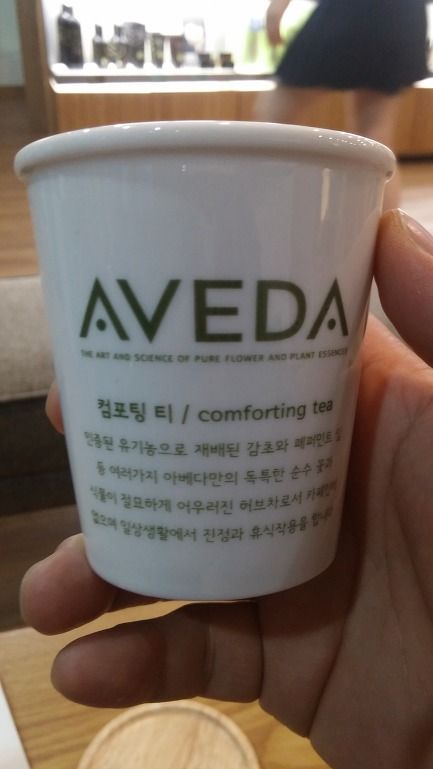 AVEDA
THE ART AND SCIENCE OF PURE FLOWER AND PLANT ESSENCES
컴포팅 티 / comforting tea
인증된 유기농으로 재배된 감초와 페퍼민트 잎
등 여러가지 아베다만의 독특한 순수 꽃과
식물이 절묘하게 어우러진 허브차로서 카페인이
없으며 일상생활에서 진정과 휴식작용을 합니다